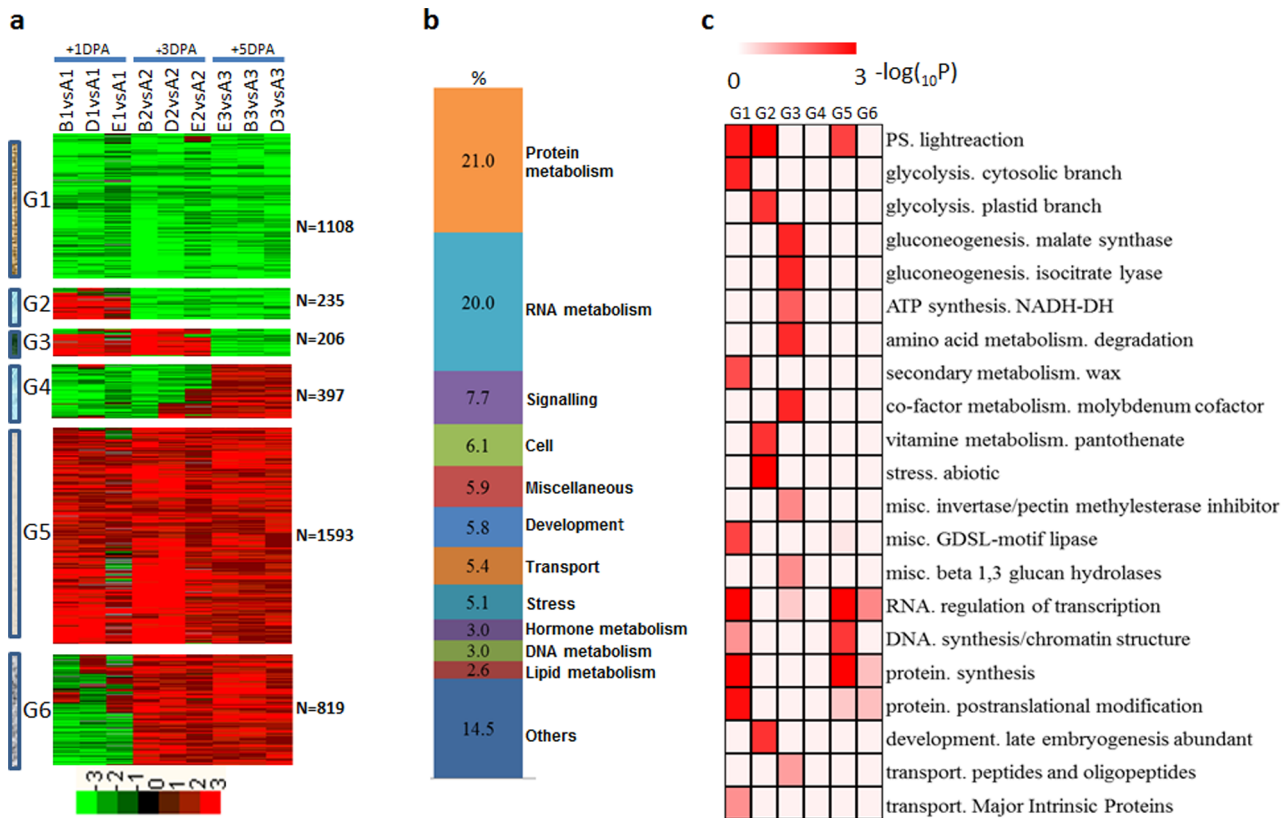 a
+1DPA +3DPA +5DPA
B1vsA1 D1vsA1 E1vsA1 B2vsA2 D2vsA2 E2vsA2 E3vsA3 B3vsA3 D3vsA3
G1 N=1108
G2 N=235
G3 N=206
G4 N=397
G5 N=1593
G6 N=819
-3 -2 -1 0 1 2 3
b
%
21.0 Protein
metabolism
20.0 RNA metabolism
7.7 Signalling
6.1 Cell
5.9 Miscellaneous
5.8 Development
5.4 Transport
5.1 Stress
3.0 Hormone metabolism
3.0 DNA metabolism
2.6 Lipid metabolism
14.5 Others
c
0 3 -log(10P)
G1 G2 G3 G4 G5 G6
PS. lightreaction
glycolysis. cytosolic branch
glycolysis. plastid branch
gluconeogenesis. malate synthase
gluconeogenesis. isocitrate lyase
ATP synthesis. NADH-DH
amino acid metabolism. degradation
secondary metabolism. wax
co-factor metabolism. molybdenum cofactor
vitamine metabolism. pantothenate
stress. abiotic
misc. invertase/pectin methylesterase inhibitor
misc. GDSL-motif lipase
misc. beta 1,3 glucan hydrolases
RNA. regulation of transcription
DNA. synthesis/chromatin structure
protein. synthesis
protein. postranslational modification
development. late embryogenesis abundant
transport. peptides and oligopeptides
transport. Major Intrinsic Proteins